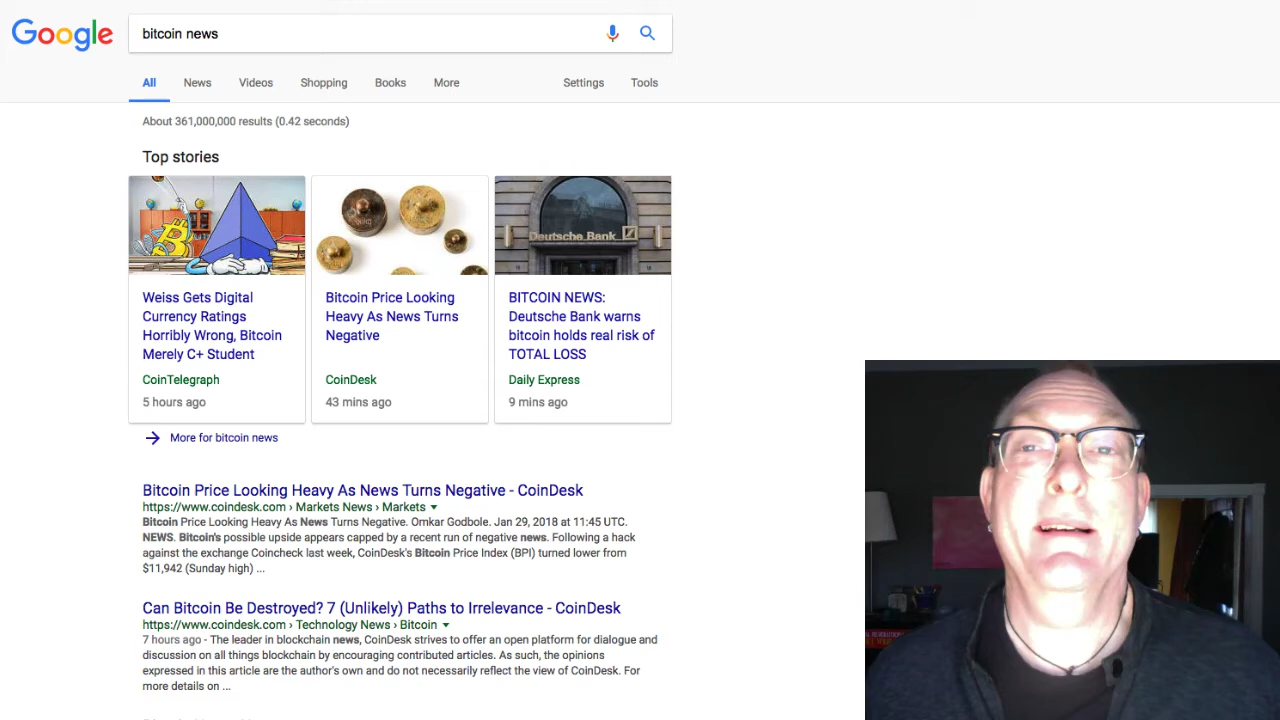 Google
bitcoin news
All News Videos Shopping Books More Settings Tools
About 361,000,000 results (0.42 seconds)
Top stories
Deutsche Bank
Weiss Gets Digital
Currency Ratings
Horribly Wrong, Bitcoin
Merely C+ Student
CoinTelegraph
5 hours ago
Bitcoin Price Looking
Heavy As News Turns
Negative
CoinDesk
43 mins ago
BITCOIN NEWS:
Deutsche Bank warns
bitcoin holds real risk of
TOTAL LOSS
Daily Express
9 mins ago
More for bitcoin news
Bitcoin Price Looking Heavy As News Turns Negative - CoinDesk
https://www.coindesk.com › Markets News › Markets
Bitcoin Price Looking Heavy As News Turns Negative. Omkar Godbole. Jan 29, 2018 at 11:45 UTC.
NEWS. Bitcoin's possible upside appears capped by a recent run of negative news. Following a hack
against the exchange Coincheck last week, CoinDesk's Bitcoin Price Index (BPI) turned lower from
$11,942 (Sunday high) ...
Can Bitcoin Be Destroyed? 7 (Unlikely) Paths to Irrelevance - CoinDesk
https://www.coindesk.com › Technology News › Bitcoin
7 hours ago - The leader in blockchain news, CoinDesk strives to offer an open platform for dialogue and
discussion on all things blockchain by encouraging contributed articles. As such, the opinions
expressed in this article are the author's own and do not necessarily reflect the view of CoinDesk. For
more details on ...